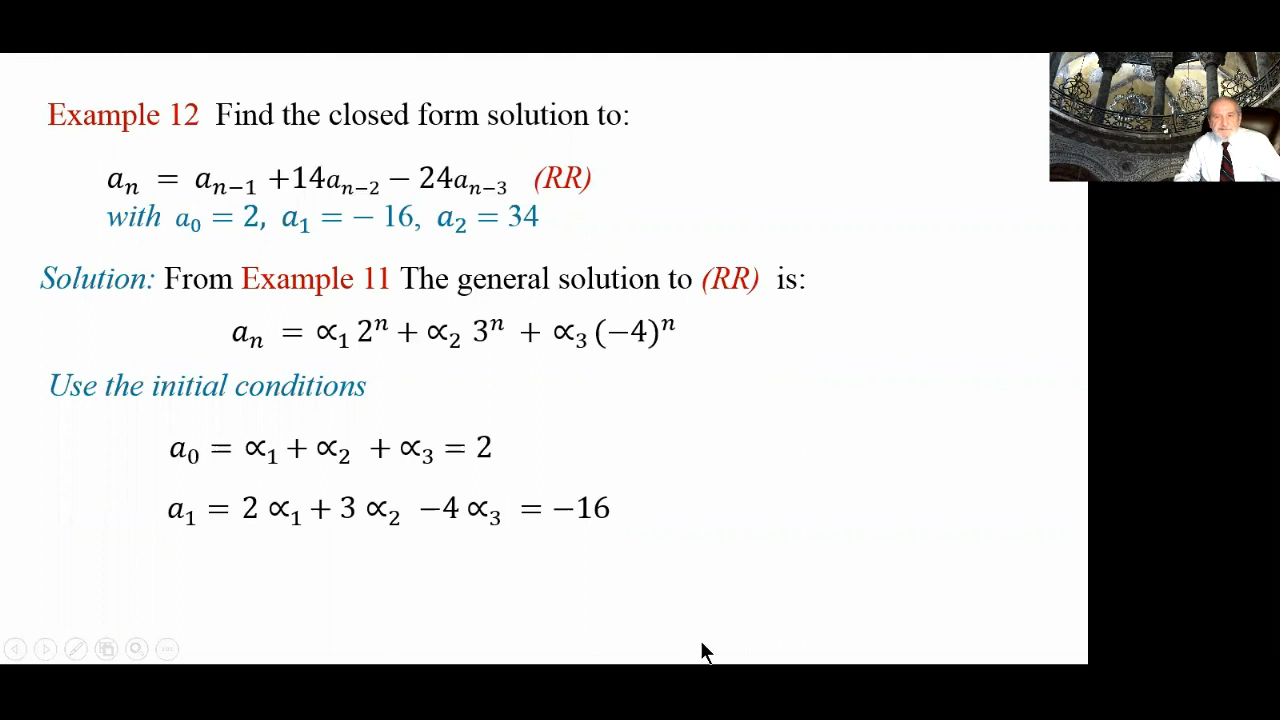 Example 12 Find the closed form solution to:
aₙ = aₙ₋₁ +14aₙ₋₂ − 24aₙ₋₃ (RR)
with a₀ = 2, a₁ = − 16, a₂ = 34
Solution: From Example 11 The general solution to (RR) is:
aₙ = ∝₁ 2ⁿ + ∝₂ 3ⁿ + ∝₃ (−4)ⁿ
Use the initial conditions
a₀ = ∝₁ + ∝₂ + ∝₃ = 2
a₁ = 2 ∝₁ + 3 ∝₂ −4 ∝₃ = −16